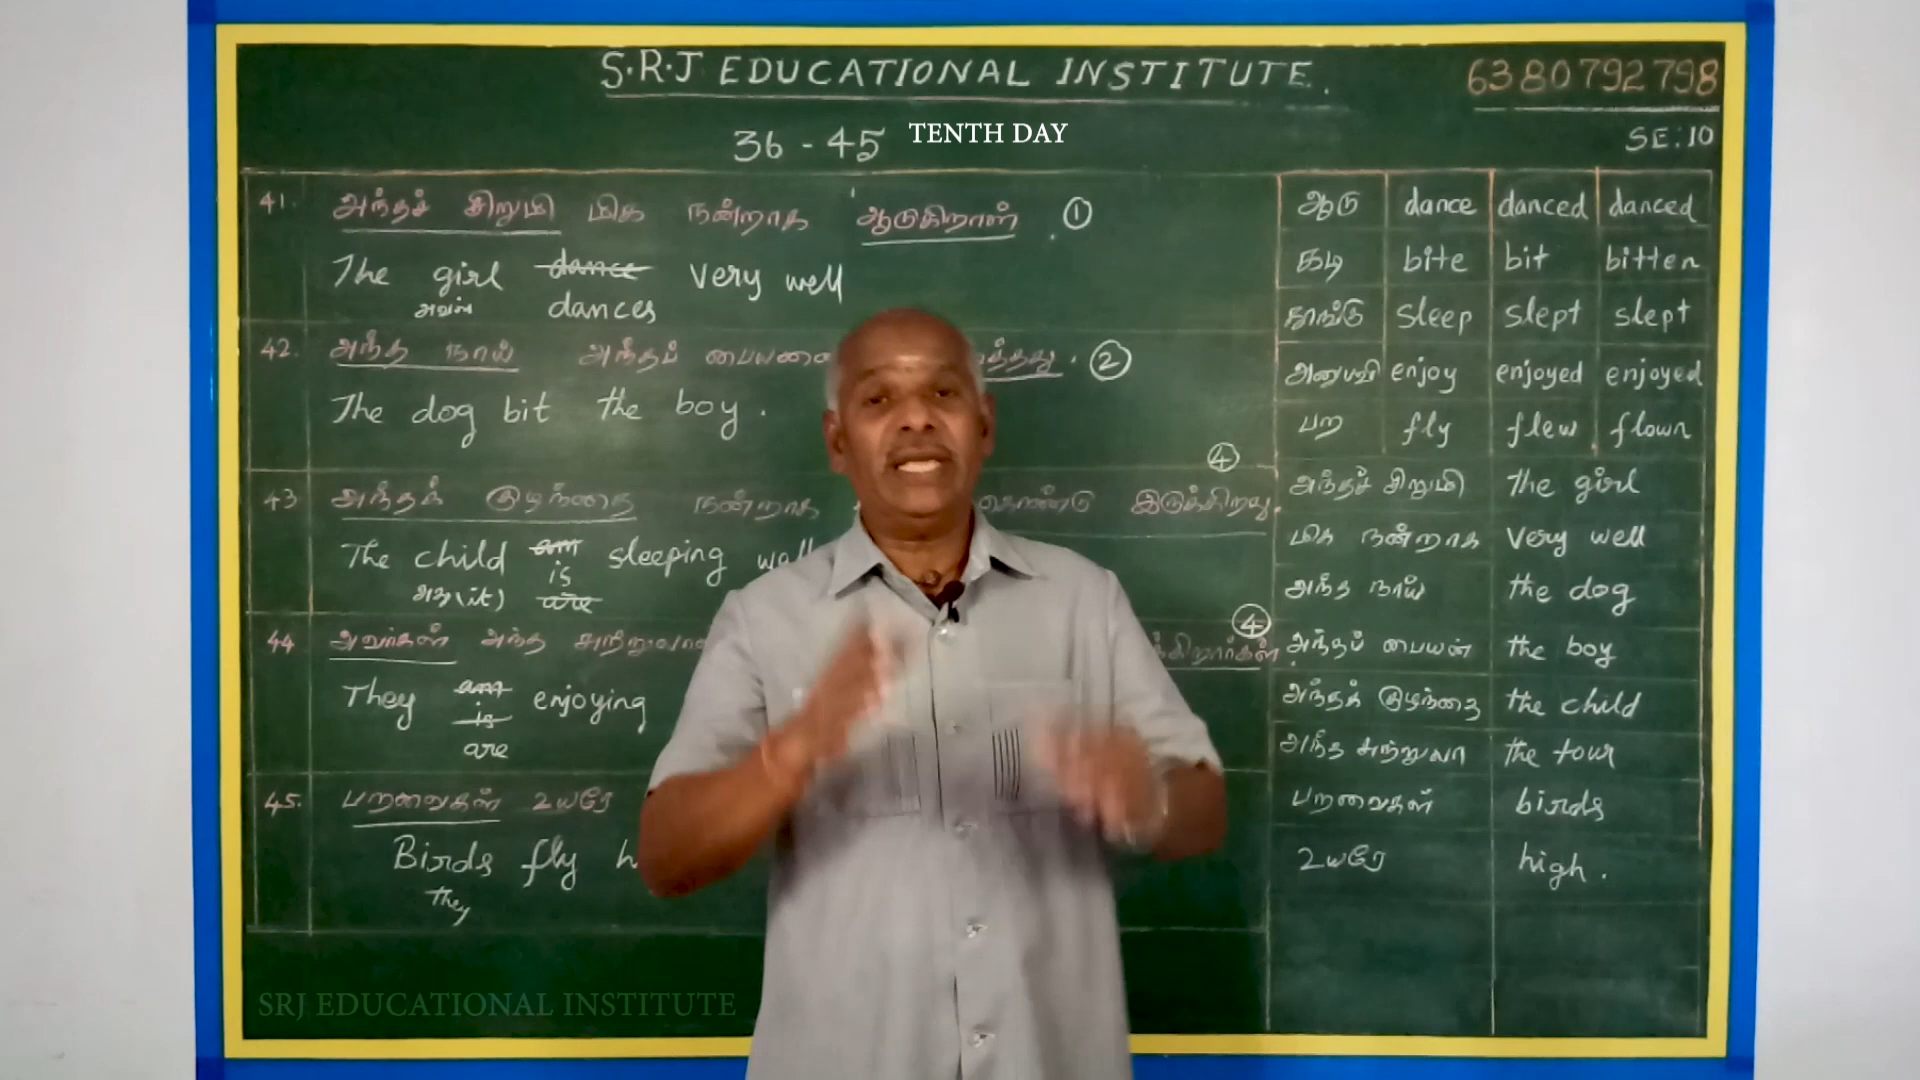 S.R.J EDUCATIONAL INSTITUTE.
6380792798
36 - 45 TENTH DAY
SE:10
41. அந்தச் சிறுமி மிக நன்றாக ஆடுகிறாள் . ①
The girl dance very well
அவள் dances
42. அந்த நாய் அந்தப் பையனை த்தது . ②
The dog bit the boy .
④
43 அந்தக் குழந்தை நன்றாக கொண்டு இருக்கிறது.
The child am sleeping well
is
அது (it) are
④
44 அவர்கள் அந்த க்கிறார்கள்.
They am enjoying
is
are
45. பறவைகள் உயரே
Birds fly h
They
ஆடு dance danced danced
கடி bite bit bitten
தூங்கு sleep slept slept
அனுபவி enjoy enjoyed enjoyed
பற fly flew flown
அந்தச் சிறுமி the girl
மிக நன்றாக very well
அந்த நாய் the dog
அந்தப் பையன் the boy
அந்தக் குழந்தை the child
அந்த சுற்றுலா the tour
பறவைகள் birds
உயரே high .
SRJ EDUCATIONAL INSTITUTE